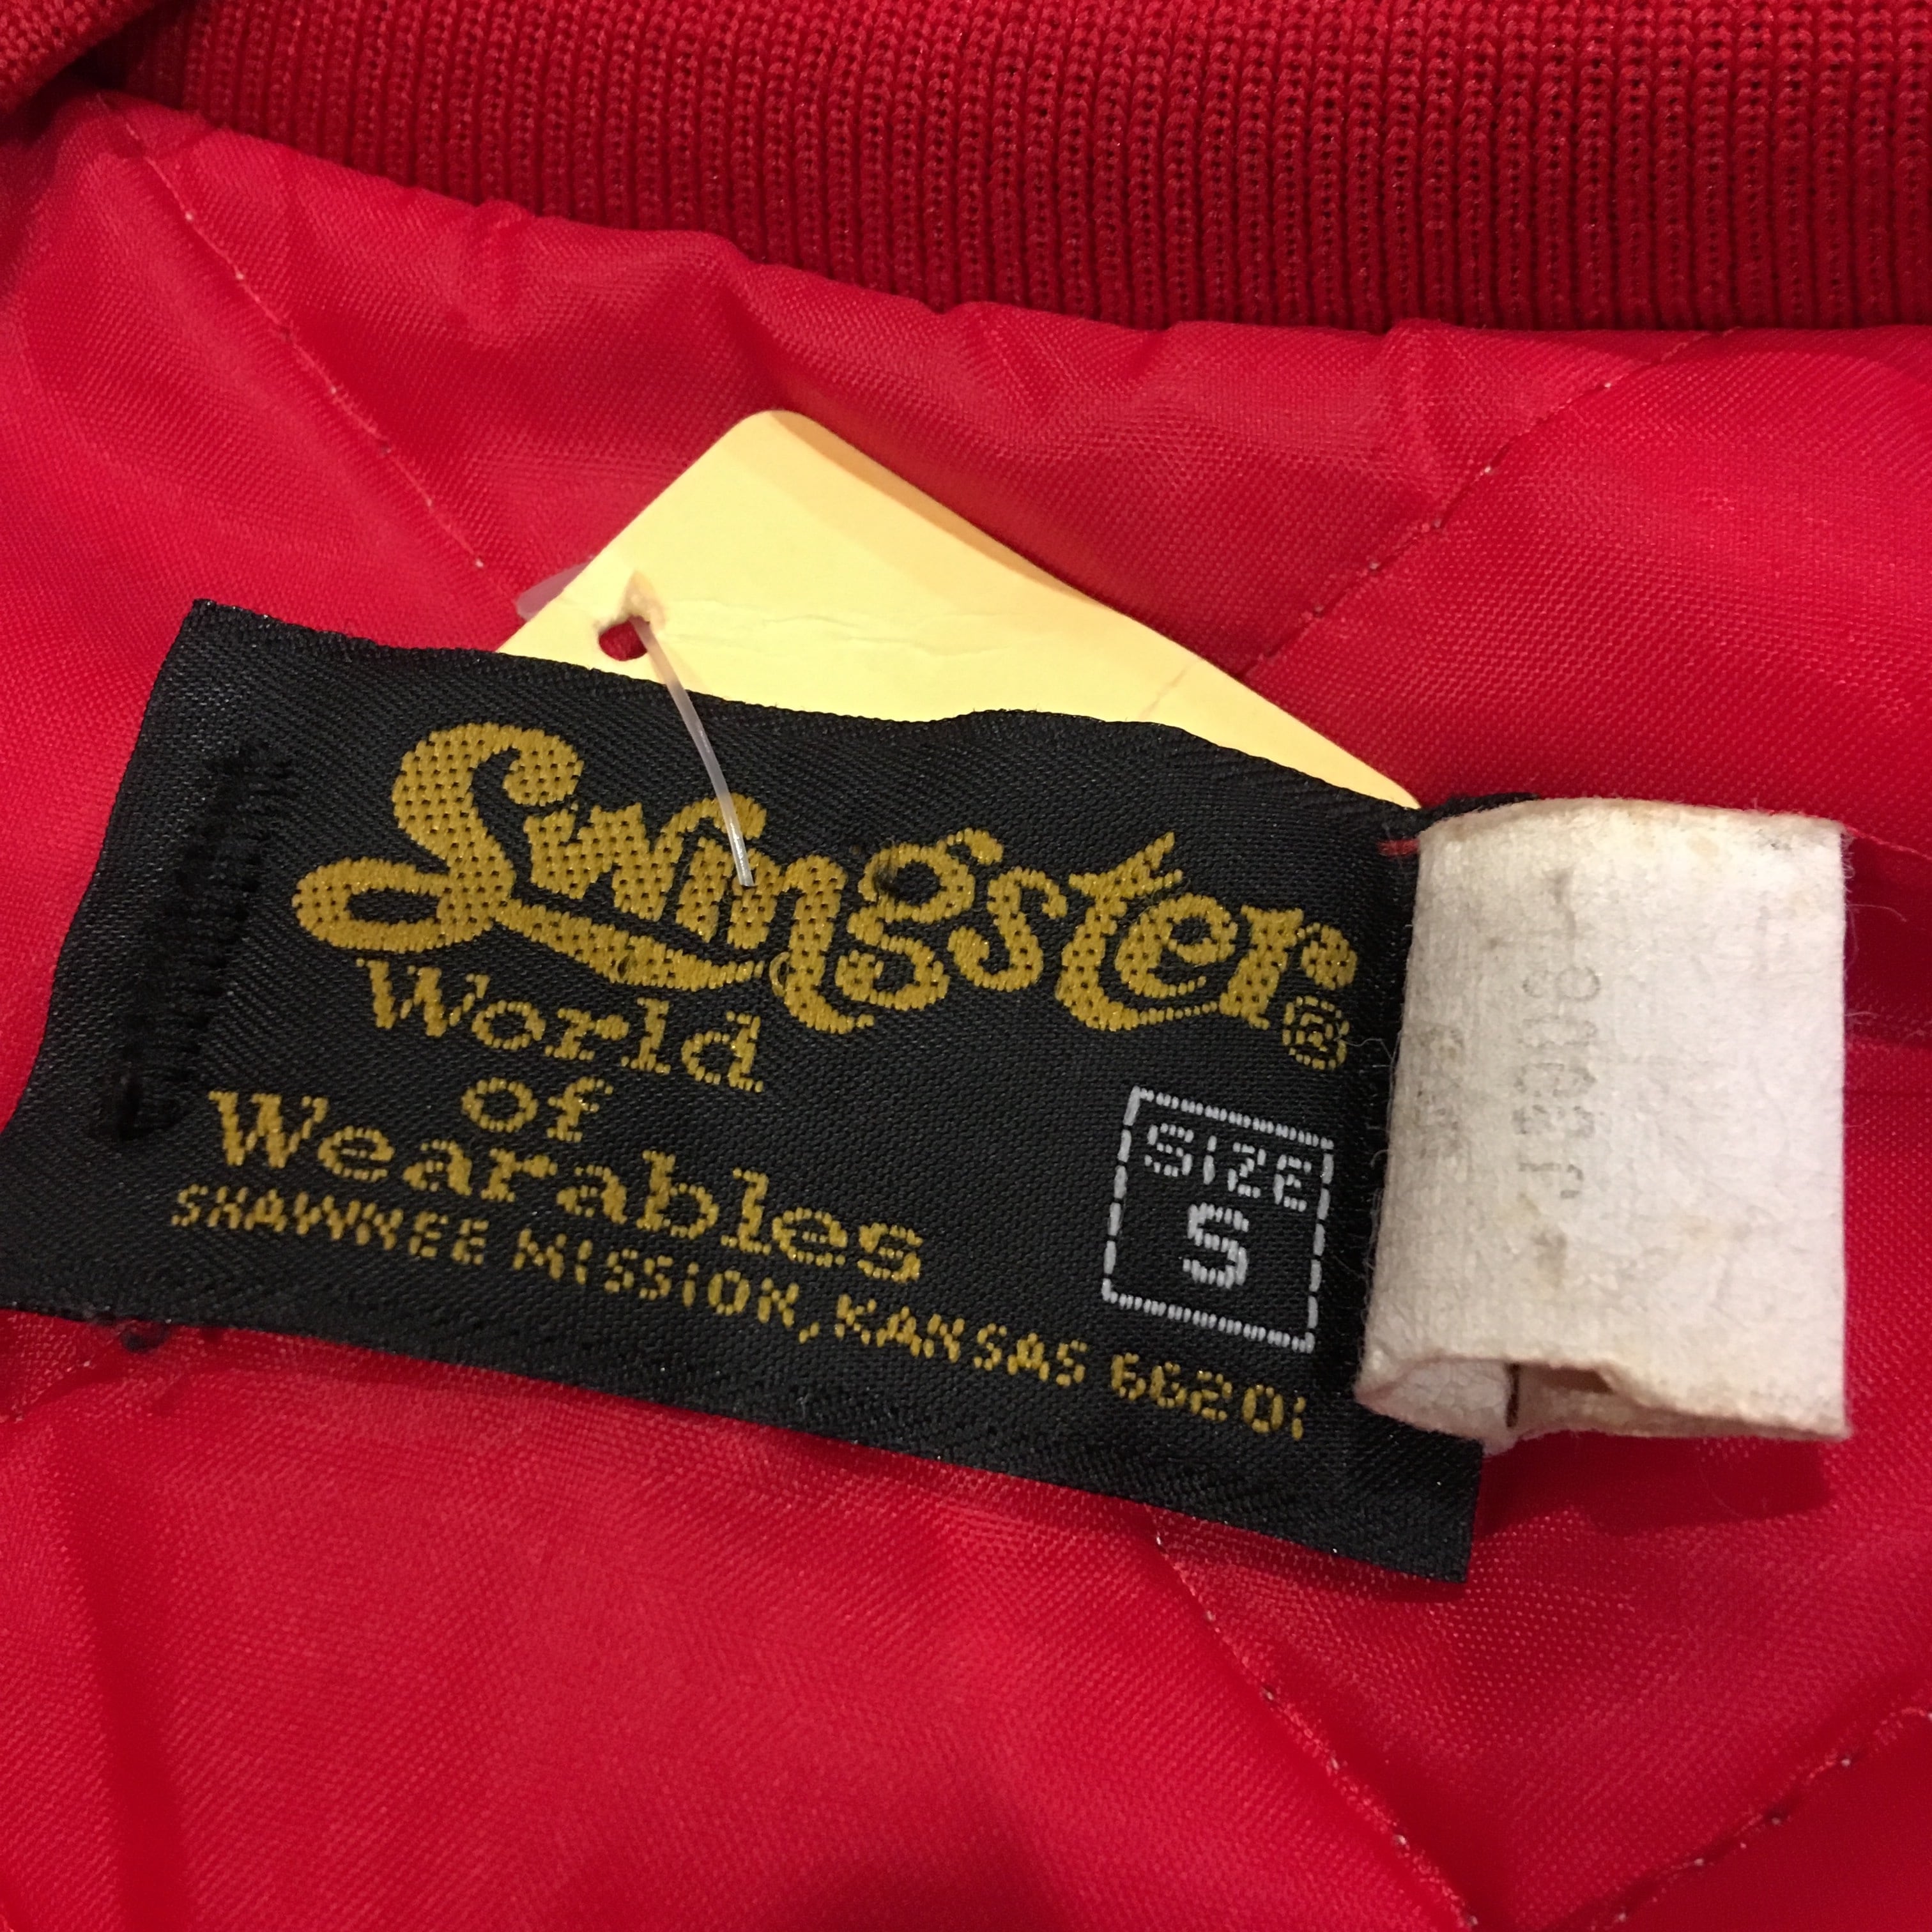 Swingster®
World
of
Wearables
SHAWNEE MISSION, KANSAS 66201
SIZE
S